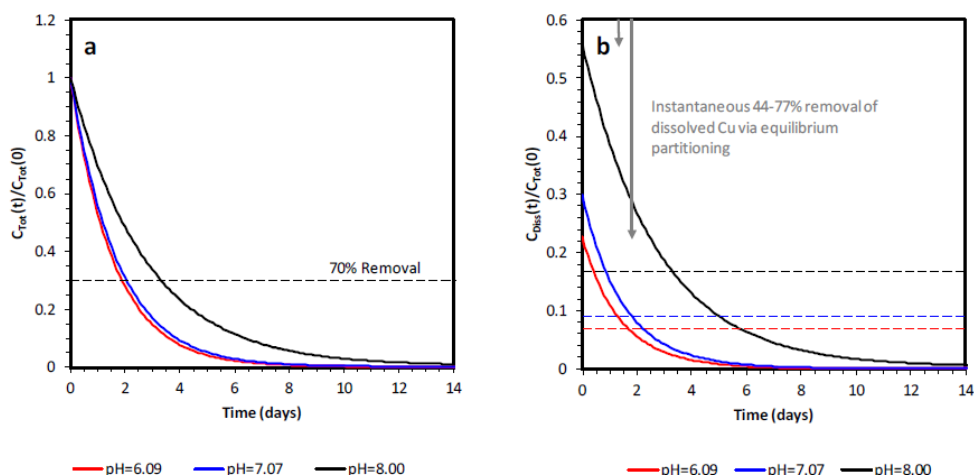 a
1.2
1
0.8
0.6
0.4
0.2
0
C_Tot(t)/C_Tot(0)
70% Removal
0 2 4 6 8 10 12 14
Time (days)
pH=6.09 pH=7.07 pH=8.00
b
0.6
0.5
0.4
0.3
0.2
0.1
0
C_Diss(t)/C_Tot(0)
Instantaneous 44-77% removal of
dissolved Cu via equilibrium
partitioning
0 2 4 6 8 10 12 14
Time (days)
pH=6.09 pH=7.07 pH=8.00